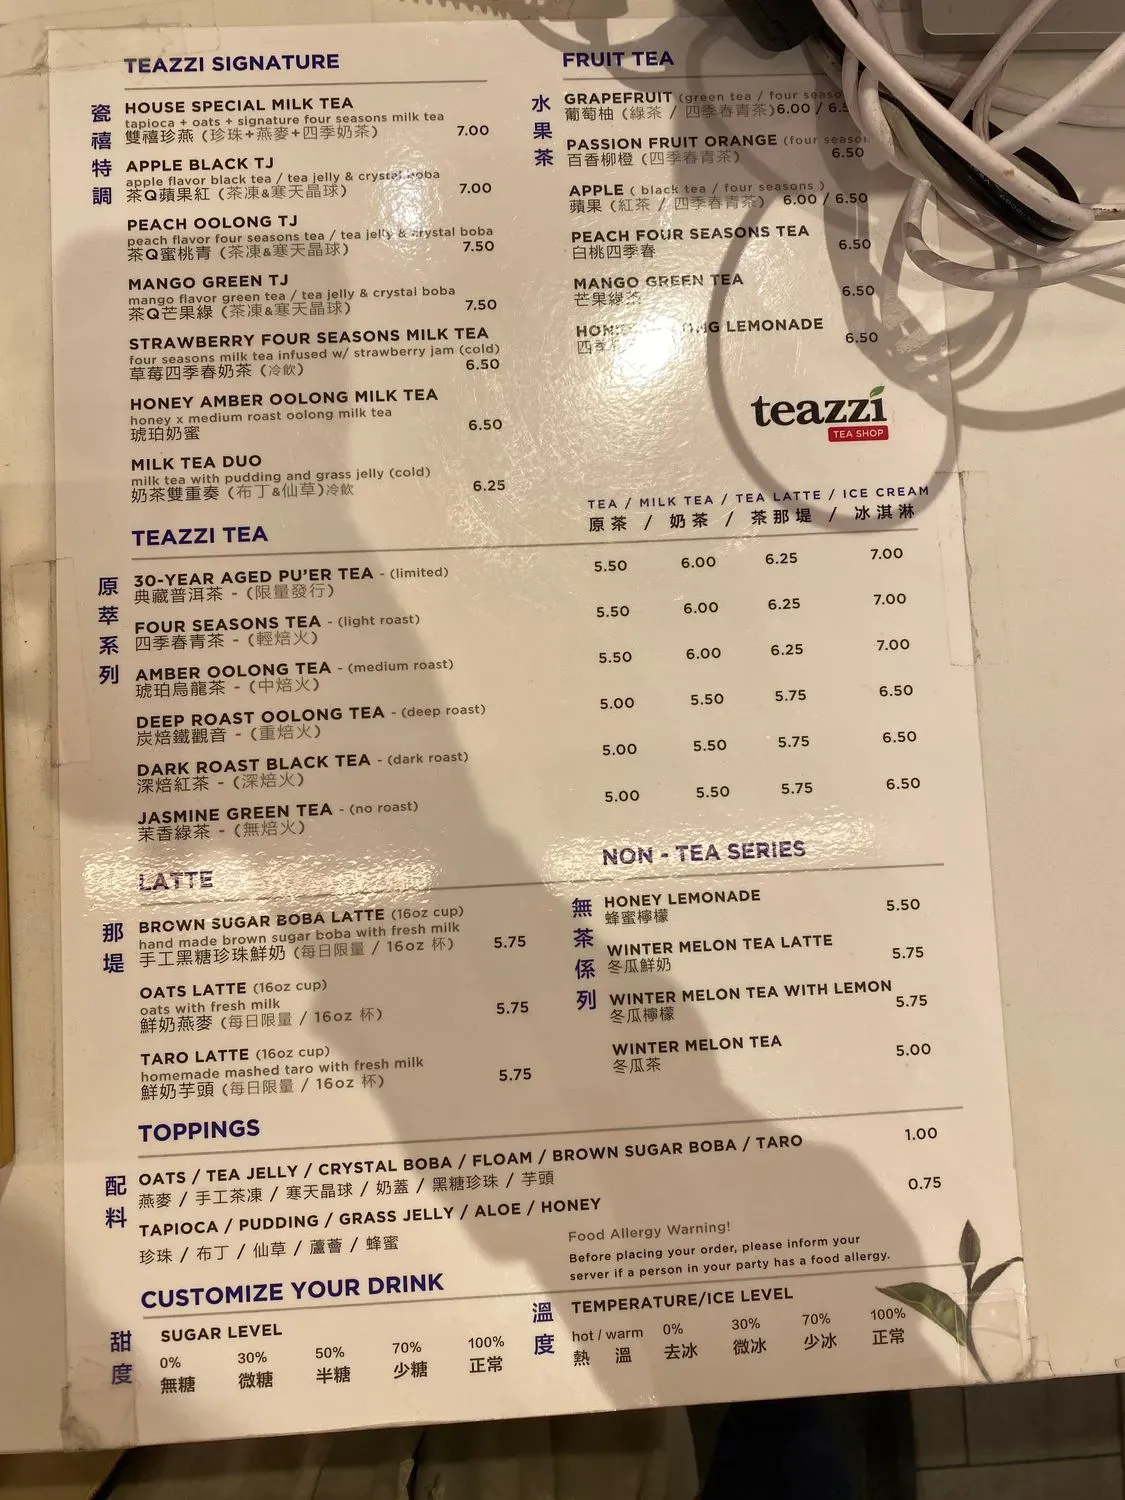 TEAZZI SIGNATURE
瓷禧特調
HOUSE SPECIAL MILK TEA
tapioca + oats + signature four seasons milk tea
雙禧珍燕 (珍珠+燕麥+四季奶茶) 7.00
APPLE BLACK TJ
apple flavor black tea / tea jelly & crystal boba
茶Q蘋果紅 (茶凍&寒天晶球) 7.00
PEACH OOLONG TJ
peach flavor four seasons tea / tea jelly & crystal boba
茶Q蜜桃青 (茶凍&寒天晶球) 7.50
MANGO GREEN TJ
mango flavor green tea / tea jelly & crystal boba
茶Q芒果綠 (茶凍&寒天晶球) 7.50
STRAWBERRY FOUR SEASONS MILK TEA
four seasons milk tea infused w/ strawberry jam (cold)
草莓四季春奶茶 (冷飲) 6.50
HONEY AMBER OOLONG MILK TEA
honey x medium roast oolong milk tea
琥珀奶蜜 6.50
MILK TEA DUO
milk tea with pudding and grass jelly (cold)
奶茶雙重奏 (布丁&仙草)冷飲 6.25
FRUIT TEA
水果茶
GRAPEFRUIT (green tea / four
葡萄柚 (綠茶 / 四季春青茶) 6.00 /
PASSION FRUIT ORANGE (four
百香柳橙 (四季春青茶) 6.50
APPLE ( black tea / four seasons )
蘋果 (紅茶 / 四季春青茶) 6.00 / 6.50
PEACH FOUR SEASONS TEA
白桃四季春 6.50
MANGO GREEN TEA
芒果綠茶 6.50
LEMONADE
四季 6.50
teazzi
TEA SHOP
TEAZZI TEA
TEA / MILK TEA / TEA LATTE / ICE CREAM
原茶 / 奶茶 / 茶那堤 / 冰淇淋
原萃系列
30-YEAR AGED PU'ER TEA - (limited) 5.50 6.00 6.25 7.00
典藏普洱茶 - (限量發行)
FOUR SEASONS TEA - (light roast) 5.50 6.00 6.25 7.00
四季春青茶 - (輕焙火)
AMBER OOLONG TEA - (medium roast) 5.50 6.00 6.25 7.00
琥珀烏龍茶 - (中焙火)
DEEP ROAST OOLONG TEA - (deep roast) 5.00 5.50 5.75 6.50
炭焙鐵觀音 - (重焙火)
DARK ROAST BLACK TEA - (dark roast) 5.00 5.50 5.75 6.50
深焙紅茶 - (深焙火)
JASMINE GREEN TEA - (no roast) 5.00 5.50 5.75 6.50
茉香綠茶 - (無焙火)
LATTE
那堤
BROWN SUGAR BOBA LATTE (16oz cup)
hand made brown sugar boba with fresh milk
手工黑糖珍珠鮮奶 (每日限量 / 16oz 杯) 5.75
OATS LATTE (16oz cup)
oats with fresh milk
鮮奶燕麥 (每日限量 / 16oz 杯) 5.75
TARO LATTE (16oz cup)
homemade mashed taro with fresh milk
鮮奶芋頭 (每日限量 / 16oz 杯) 5.75
NON - TEA SERIES
無茶係列
HONEY LEMONADE 5.50
蜂蜜檸檬
WINTER MELON TEA LATTE 5.75
冬瓜鮮奶
WINTER MELON TEA WITH LEMON 5.75
冬瓜檸檬
WINTER MELON TEA 5.00
冬瓜茶
TOPPINGS
配料
OATS / TEA JELLY / CRYSTAL BOBA / FLOAM / BROWN SUGAR BOBA / TARO 1.00
燕麥 / 手工茶凍 / 寒天晶球 / 奶蓋 / 黑糖珍珠 / 芋頭
TAPIOCA / PUDDING / GRASS JELLY / ALOE / HONEY 0.75
珍珠 / 布丁 / 仙草 / 蘆薈 / 蜂蜜
Food Allergy Warning!
Before placing your order, please inform your
server if a person in your party has a food allergy.
CUSTOMIZE YOUR DRINK
甜度
SUGAR LEVEL
0% 30% 50% 70% 100%
無糖 微糖 半糖 少糖 正常
溫度
TEMPERATURE/ICE LEVEL
hot / warm 0% 30% 70% 100%
熱 溫 去冰 微冰 少冰 正常